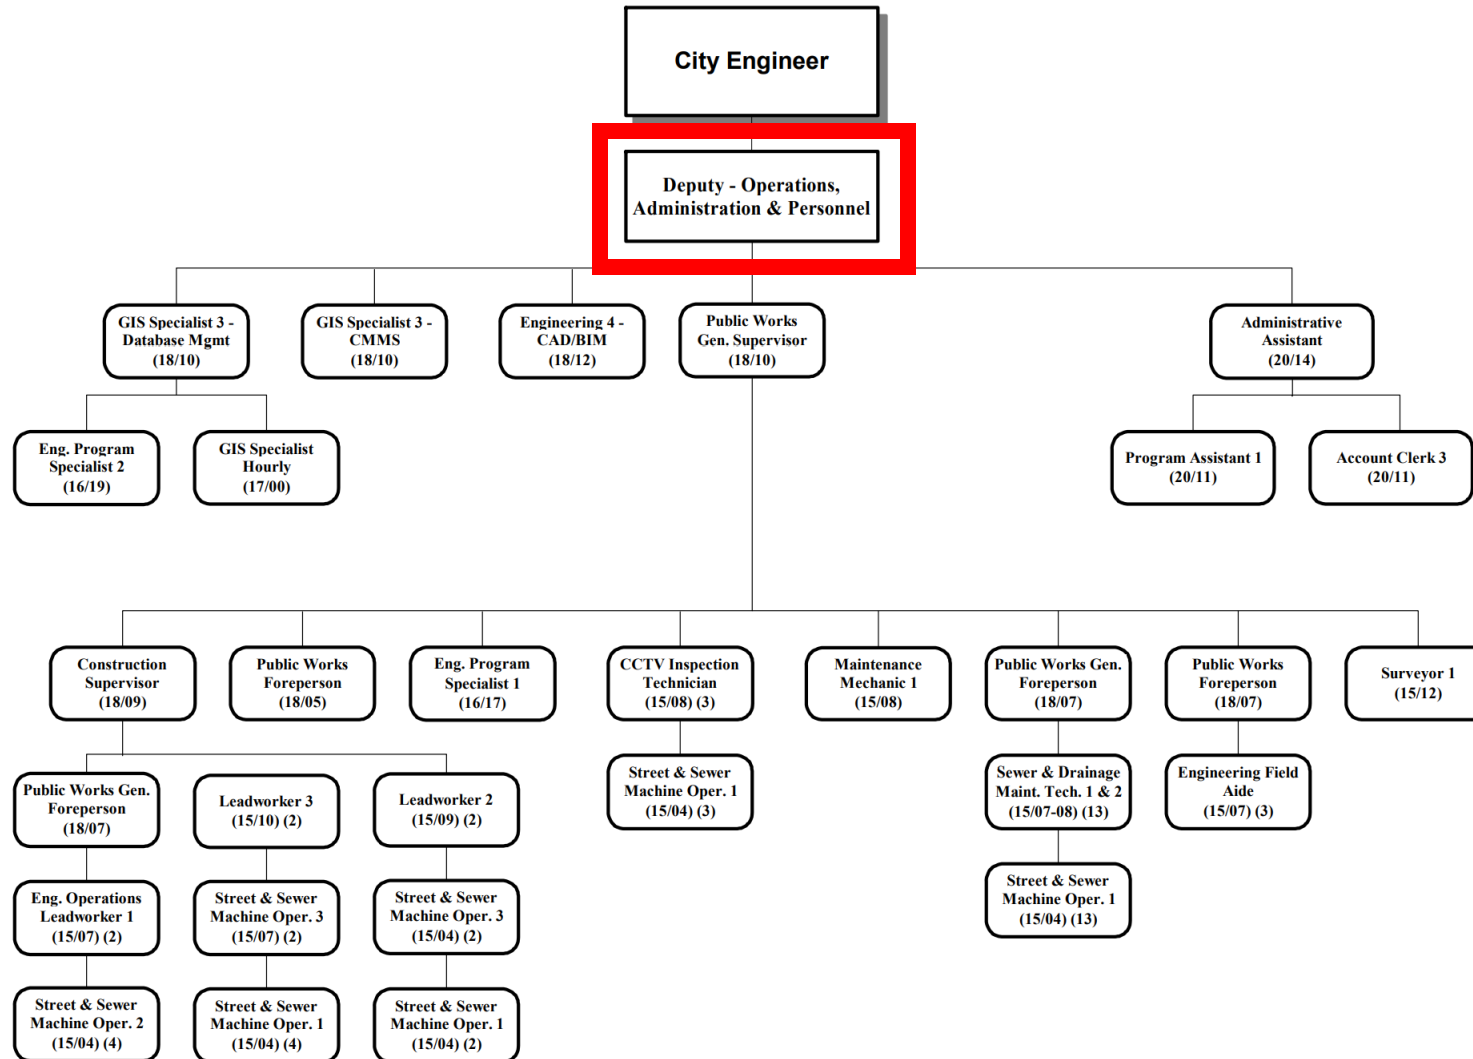 City Engineer
Deputy - Operations,
Administration & Personnel
GIS Specialist 3 -
Database Mgmt
(18/10)
GIS Specialist 3 -
CMMS
(18/10)
Engineering 4 -
CAD/BIM
(18/12)
Public Works
Gen. Supervisor
(18/10)
Administrative
Assistant
(20/14)
Eng. Program
Specialist 2
(16/19)
GIS Specialist
Hourly
(17/00)
Program Assistant 1
(20/11)
Account Clerk 3
(20/11)
Construction
Supervisor
(18/09)
Public Works
Foreperson
(18/05)
Eng. Program
Specialist 1
(16/17)
CCTV Inspection
Technician
(15/08) (3)
Maintenance
Mechanic 1
(15/08)
Public Works Gen.
Foreperson
(18/07)
Public Works
Foreperson
(18/07)
Surveyor 1
(15/12)
Public Works Gen.
Foreperson
(18/07)
Leadworker 3
(15/10) (2)
Leadworker 2
(15/09) (2)
Street & Sewer
Machine Oper. 1
(15/04) (3)
Sewer & Drainage
Maint. Tech. 1 & 2
(15/07-08) (13)
Engineering Field
Aide
(15/07) (3)
Eng. Operations
Leadworker 1
(15/07) (2)
Street & Sewer
Machine Oper. 3
(15/07) (2)
Street & Sewer
Machine Oper. 3
(15/04) (2)
Street & Sewer
Machine Oper. 1
(15/04) (13)
Street & Sewer
Machine Oper. 2
(15/04) (4)
Street & Sewer
Machine Oper. 1
(15/04) (4)
Street & Sewer
Machine Oper. 1
(15/04) (2)